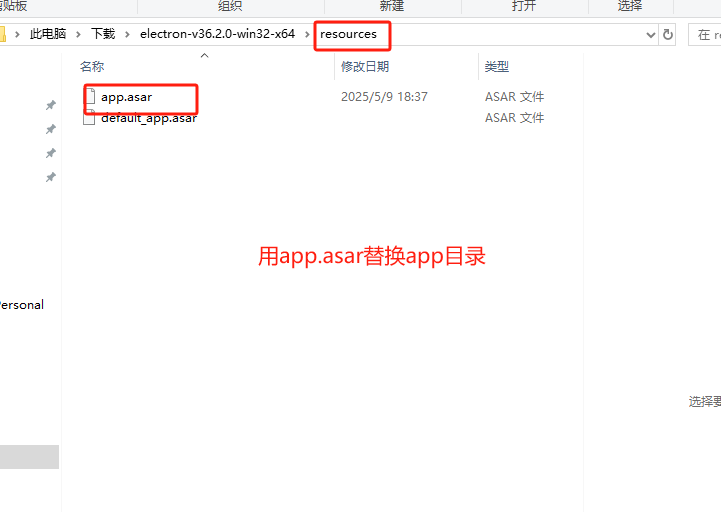 剪贴板 组织 新建 打开 选择
此电脑 下载 electron-v36.2.0-win32-x64 resources 在 re
名称 修改日期 类型
app.asar 2025/5/9 18:37 ASAR 文件
default_app.asar ASAR 文件
用app.asar替换app目录
Personal
选择要